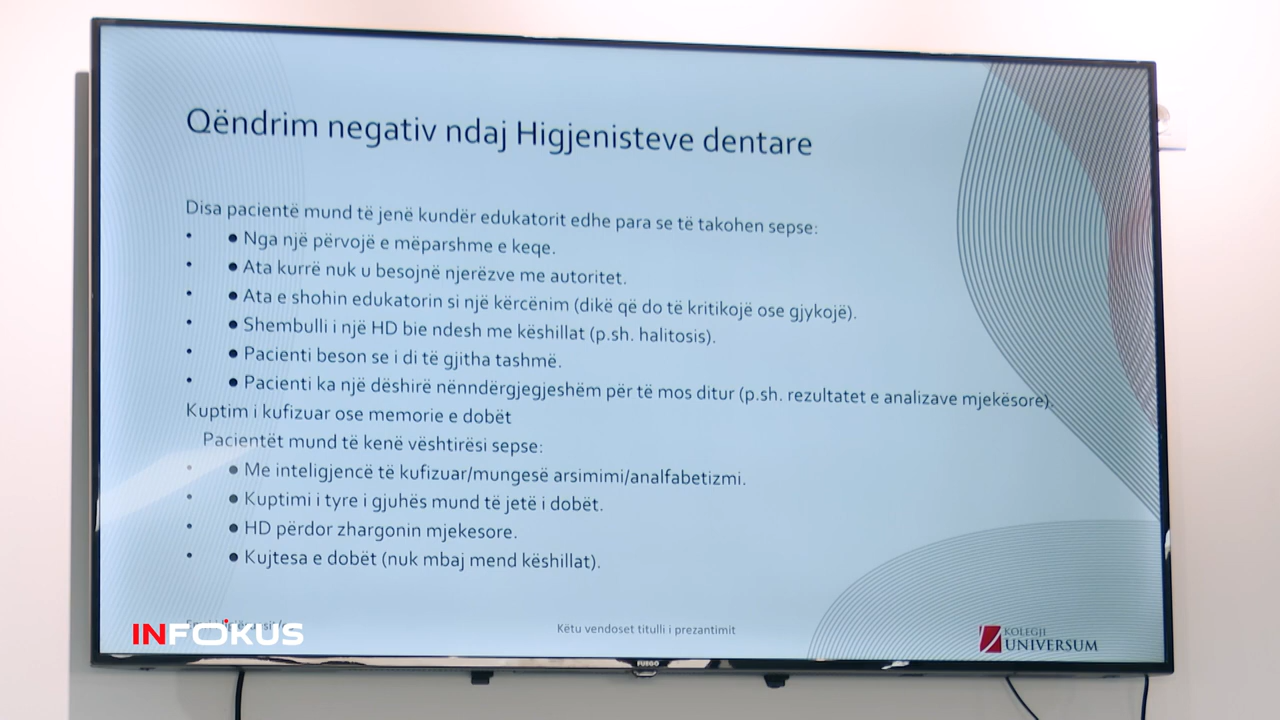 Qëndrim negativ ndaj Higjenisteve dentare
Disa pacientë mund të jenë kundër edukatorit edhe para se të takohen sepse:
• ● Nga një përvojë e mëparshme e keqe.
• ● Ata kurrë nuk u besojnë njerëzve me autoritet.
• ● Ata e shohin edukatorin si një kërcënim (dikë që do të kritikojë ose gjykojë).
• ● Shembulli i një HD bie ndesh me këshillat (p.sh. halitosis).
• ● Pacienti beson se i di të gjitha tashmë.
• ● Pacienti ka një dëshirë nënndërgjegjeshëm për të mos ditur (p.sh. rezultatet e analizave mjekësore).
Kuptim i kufizuar ose memorie e dobët
Pacientët mund të kenë vështirësi sepse:
• ● Me inteligjencë të kufizuar/mungesë arsimimi/analfabetizmi.
• ● Kuptimi i tyre i gjuhës mund të jetë i dobët.
• ● HD përdor zhargonin mjekesore.
• ● Kujtesa e dobët (nuk mbaj mend këshillat).
INFOKUS
Këtu vendoset titulli i prezantimit
KOLEGJI
UNIVERSUM
FUEGO